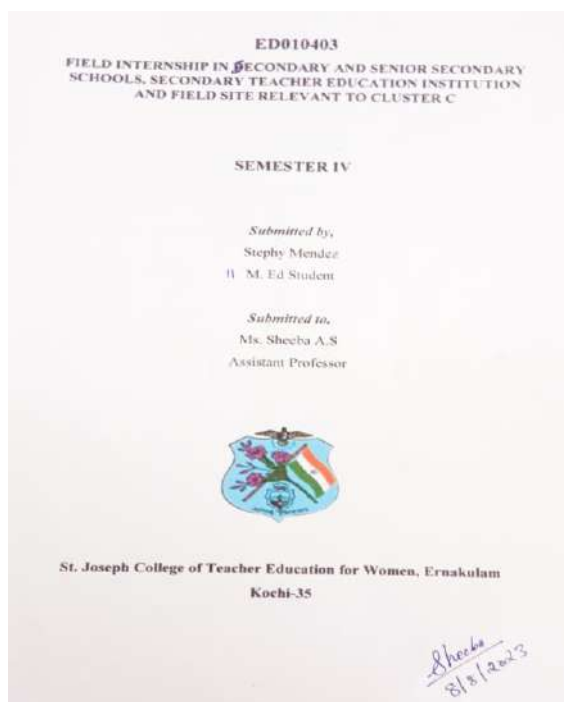 ED010403
FIELD INTERNSHIP IN SECONDARY AND SENIOR SECONDARY
SCHOOLS, SECONDARY TEACHER EDUCATION INSTITUTION
AND FIELD SITE RELEVANT TO CLUSTER C
SEMESTER IV
Submitted by,
Stephy Mendez
II M. Ed Student
Submitted to,
Ms. Sheeba A.S
Assistant Professor
St. Joseph College of Teacher Education for Women, Ernakulam
Kochi-35
Sheeba
8/8/2023